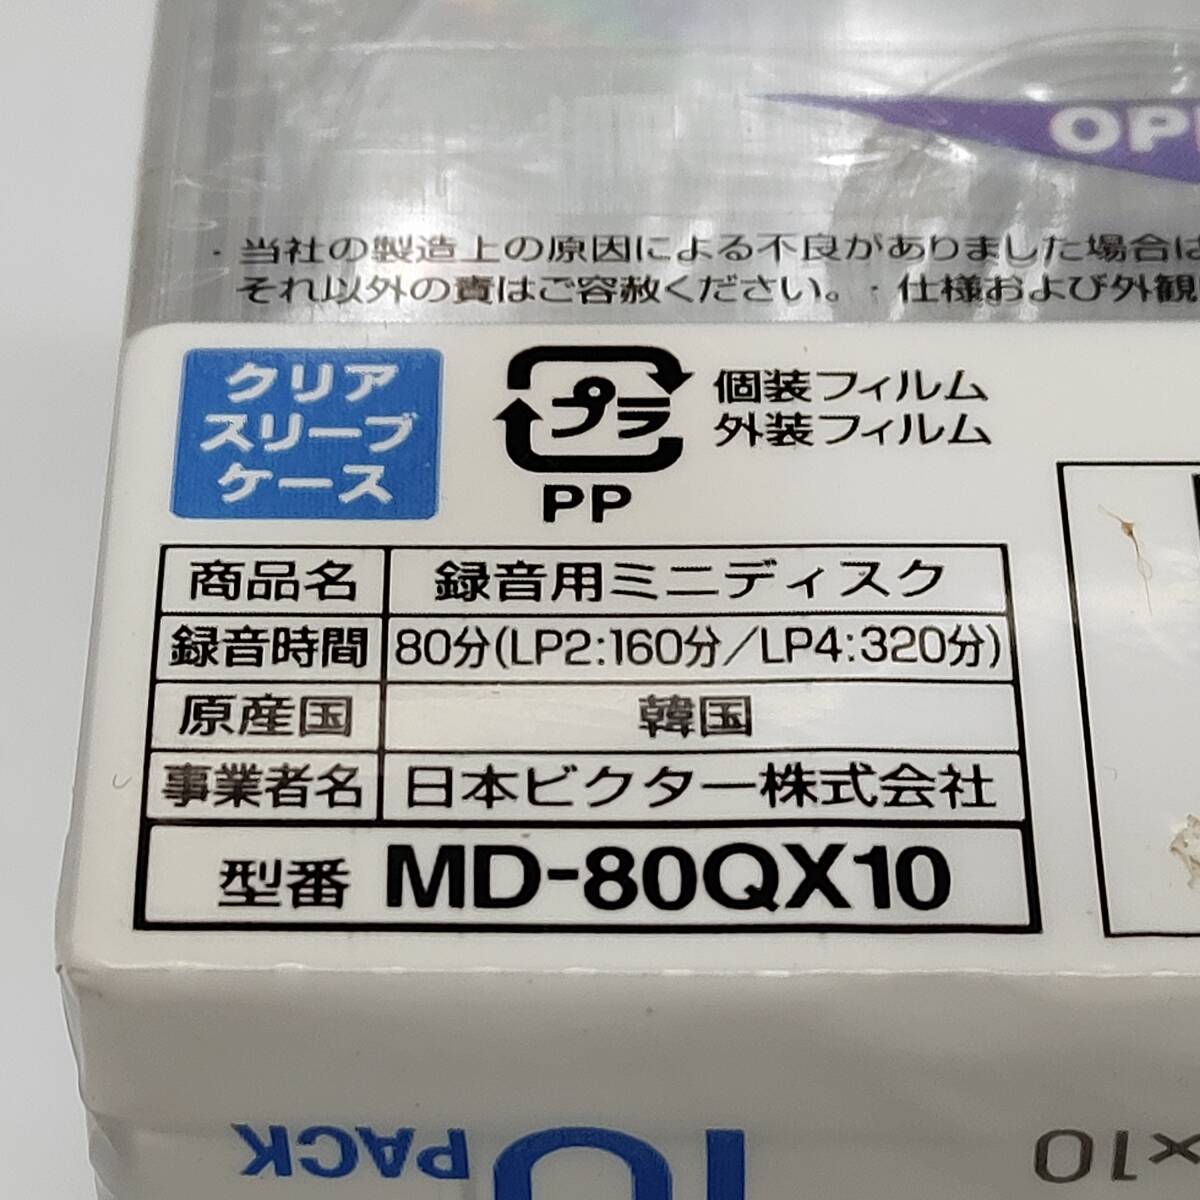 OP
・当社の製造上の原因による不良がありました場合は
それ以外の責はご容赦ください。・仕様および外観
クリア
スリーブ
ケース
プラ
個装フィルム
外装フィルム
PP
商品名 録音用ミニディスク
録音時間 80分(LP2:160分/LP4:320分)
原産国 韓国
事業者名 日本ビクター株式会社
型番 MD-80QX10
10 PACK
×10